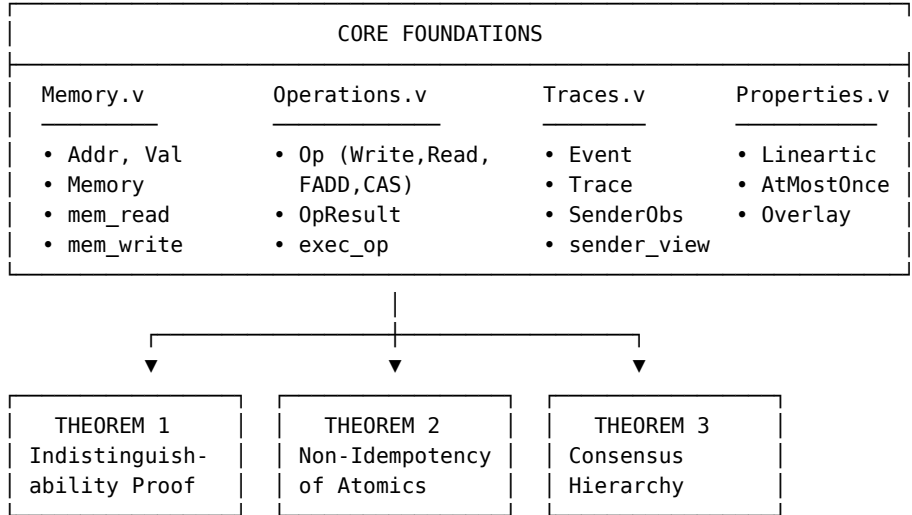 CORE FOUNDATIONS
Memory.v Operations.v Traces.v Properties.v
• Addr, Val • Op (Write,Read, • Event • Lineartic
• Memory FADD,CAS) • Trace • AtMostOnce
• mem_read • OpResult • SenderObs • Overlay
• mem_write • exec_op • sender_view
THEOREM 1 THEOREM 2 THEOREM 3
Indistinguish- Non-Idempotency Consensus
ability Proof of Atomics Hierarchy